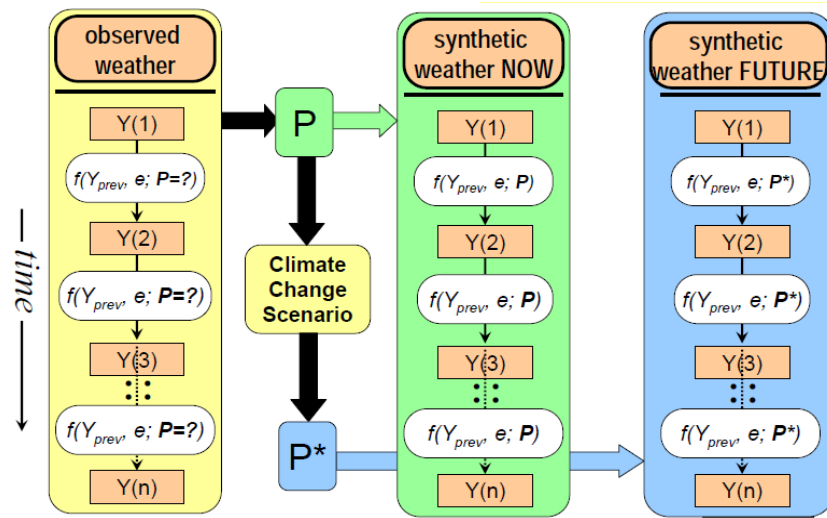 observed
weather
Y(1)
f(Yprev, e; P=?)
Y(2)
f(Yprev, e; P=?)
Y(3)
f(Yprev, e; P=?)
Y(n)
time
P
Climate
Change
Scenario
P*
synthetic
weather NOW
Y(1)
f(Yprev, e; P)
Y(2)
f(Yprev, e; P)
Y(3)
f(Yprev, e; P)
Y(n)
synthetic
weather FUTURE
Y(1)
f(Yprev, e; P*)
Y(2)
f(Yprev, e; P*)
Y(3)
f(Yprev, e; P*)
Y(n)